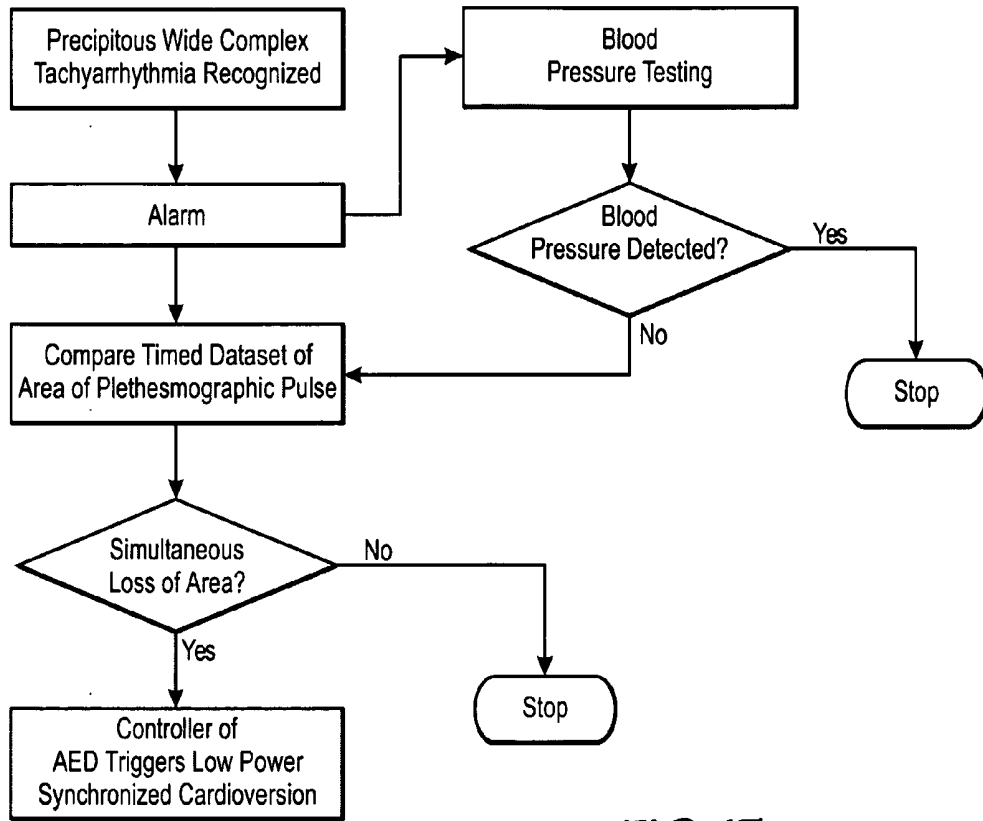 Precipitous Wide Complex
Tachyarrhythmia Recognized
Blood
Pressure Testing
Alarm
Blood
Pressure Detected?
Yes
No
Compare Timed Dataset of
Area of Plethesmographic Pulse
Stop
Simultaneous
Loss of Area?
No
Yes
Stop
Controller of
AED Triggers Low Power
Synchronized Cardioversion